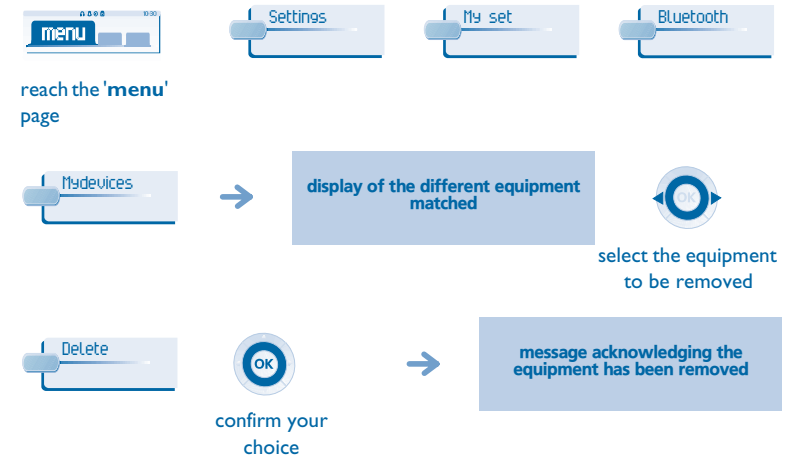 10:30
menu
Settings
My set
Bluetooth
reach the 'menu'
page
Mydevices
display of the different equipment
matched
OK
select the equipment
to be removed
Delete
OK
message acknowledging the
equipment has been removed
confirm your
choice